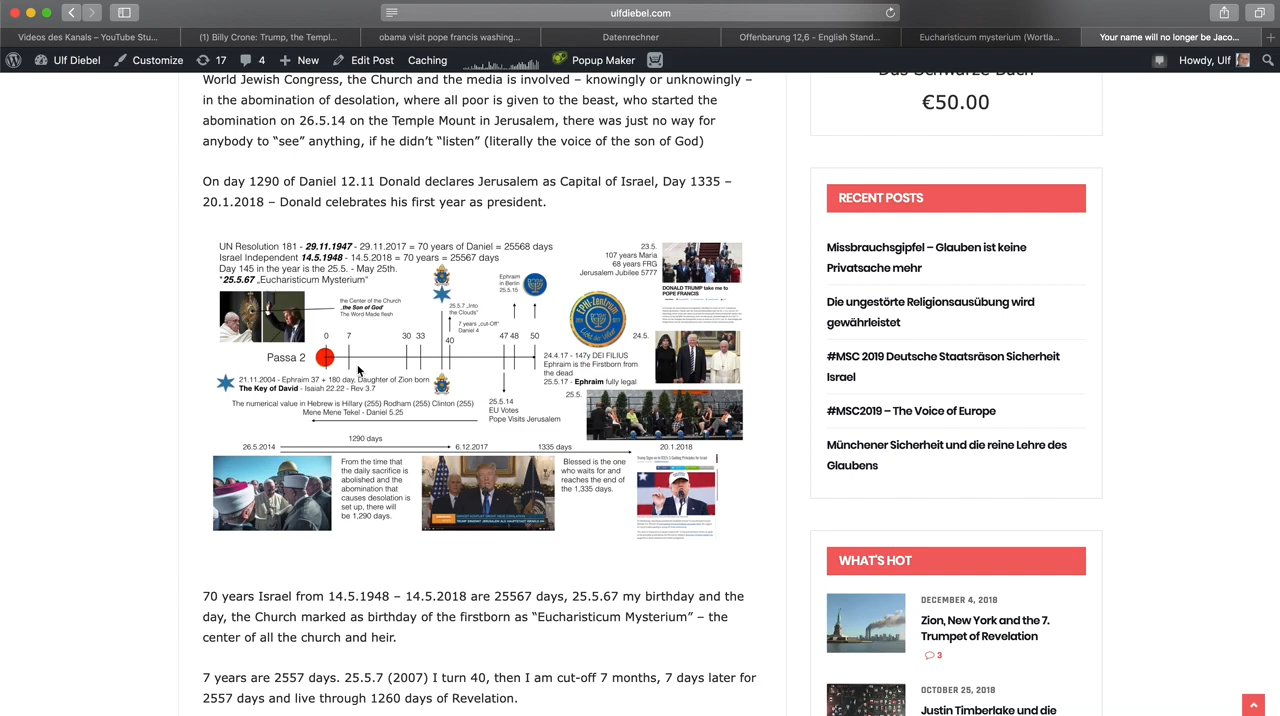 ulfdiebel.com
Videos des Kanals – YouTube Stu...
(1) Billy Crone: Trump, the Templ...
obama visit pope francis washing...
Datenrechner
Offenbarung 12,6 - English Stand...
Eucharisticum mysterium (Wortla...
Your name will no longer be Jaco...
Ulf Diebel
Customize
17
4
New
Edit Post
Caching
Popup Maker
Howdy, Ulf
World Jewish Congress, the Church and the media is involved – knowingly or unknowingly –
in the abomination of desolation, where all poor is given to the beast, who started the
abomination on 26.5.14 on the Temple Mount in Jerusalem, there was just no way for
anybody to “see” anything, if he didn’t “listen” (literally the voice of the son of God)
On day 1290 of Daniel 12.11 Donald declares Jerusalem as Capital of Israel, Day 1335 –
20.1.2018 – Donald celebrates his first year as president.
UN Resolution 181 - 29.11.1947 - 29.11.2017 = 70 years of Daniel = 25568 days
Israel Independent 14.5.1948 - 14.5.2018 = 70 years = 25567 days
Day 145 in the year is the 25.5. - May 25th.
*25.5.67 „Eucharisticum Mysterium“
the Center of the Church
the Son of God'
The Word Made flesh
Ephraim
in Berlin
25.5.15
25.5.7 „Into
the Clouds“
7 years „cut-Off“
Daniel 4
23.5.
107 years Maria
68 years FRG
Jerusalem Jubilee 5777
DONALD TRUMP take me to
POPE FRANCIS
0 7 30 33 40 47 48 50
Passa 2
24.5.
24.4.17 - 147y DEI FILIUS
Ephraim is the Firstborn from
the dead
25.5.17 - Ephraim fully legal
21.11.2004 - Ephraim 37 + 180 day, Daughter of Zion born
The Key of David - Isaiah 22.22 - Rev 3.7
The numerical value in Hebrew is Hillary (255) Rodham (255) Clinton (255)
Mene Mene Tekel - Daniel 5.25
25.5.14
EU Votes
Pope Visits Jerusalem
25.5.
1290 days
26.5.2014
6.12.2017
1335 days
20.1.2018
From the time that
the daily sacrifice is
abolished and the
abomination that
causes desolation is
set up, there will
be 1,290 days.
Blessed is the one
who waits for and
reaches the end of
the 1,335 days.
70 years Israel from 14.5.1948 – 14.5.2018 are 25567 days, 25.5.67 my birthday and the
day, the Church marked as birthday of the firstborn as “Eucharisticum Mysterium” – the
center of all the church and heir.
7 years are 2557 days. 25.5.7 (2007) I turn 40, then I am cut-off 7 months, 7 days later for
2557 days and live through 1260 days of Revelation.
Das Schwarze Buch
€50.00
RECENT POSTS
Missbrauchsgipfel – Glauben ist keine
Privatsache mehr
Die ungestörte Religionsausübung wird
gewährleistet
#MSC 2019 Deutsche Staatsräson Sicherheit
Israel
#MSC2019 – The Voice of Europe
Münchener Sicherheit und die reine Lehre des
Glaubens
WHAT'S HOT
DECEMBER 4, 2018
Zion, New York and the 7.
Trumpet of Revelation
3
OCTOBER 25, 2018
Justin Timberlake und die